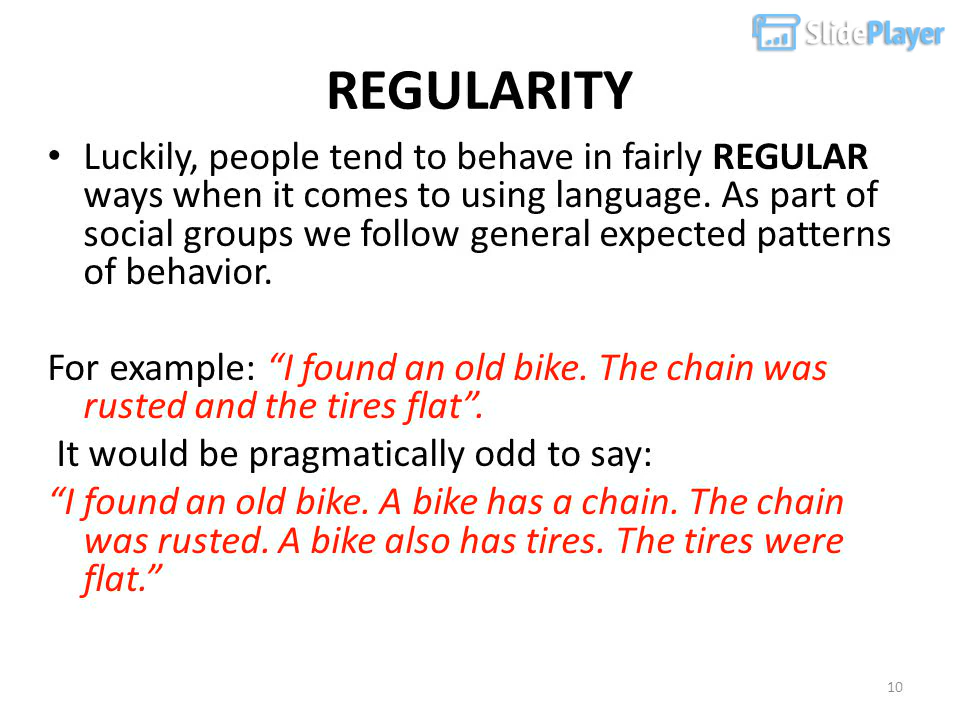 SlidePlayer
REGULARITY
• Luckily, people tend to behave in fairly REGULAR
ways when it comes to using language. As part of
social groups we follow general expected patterns
of behavior.
For example: “I found an old bike. The chain was
rusted and the tires flat”.
It would be pragmatically odd to say:
“I found an old bike. A bike has a chain. The chain
was rusted. A bike also has tires. The tires were
flat.”
10